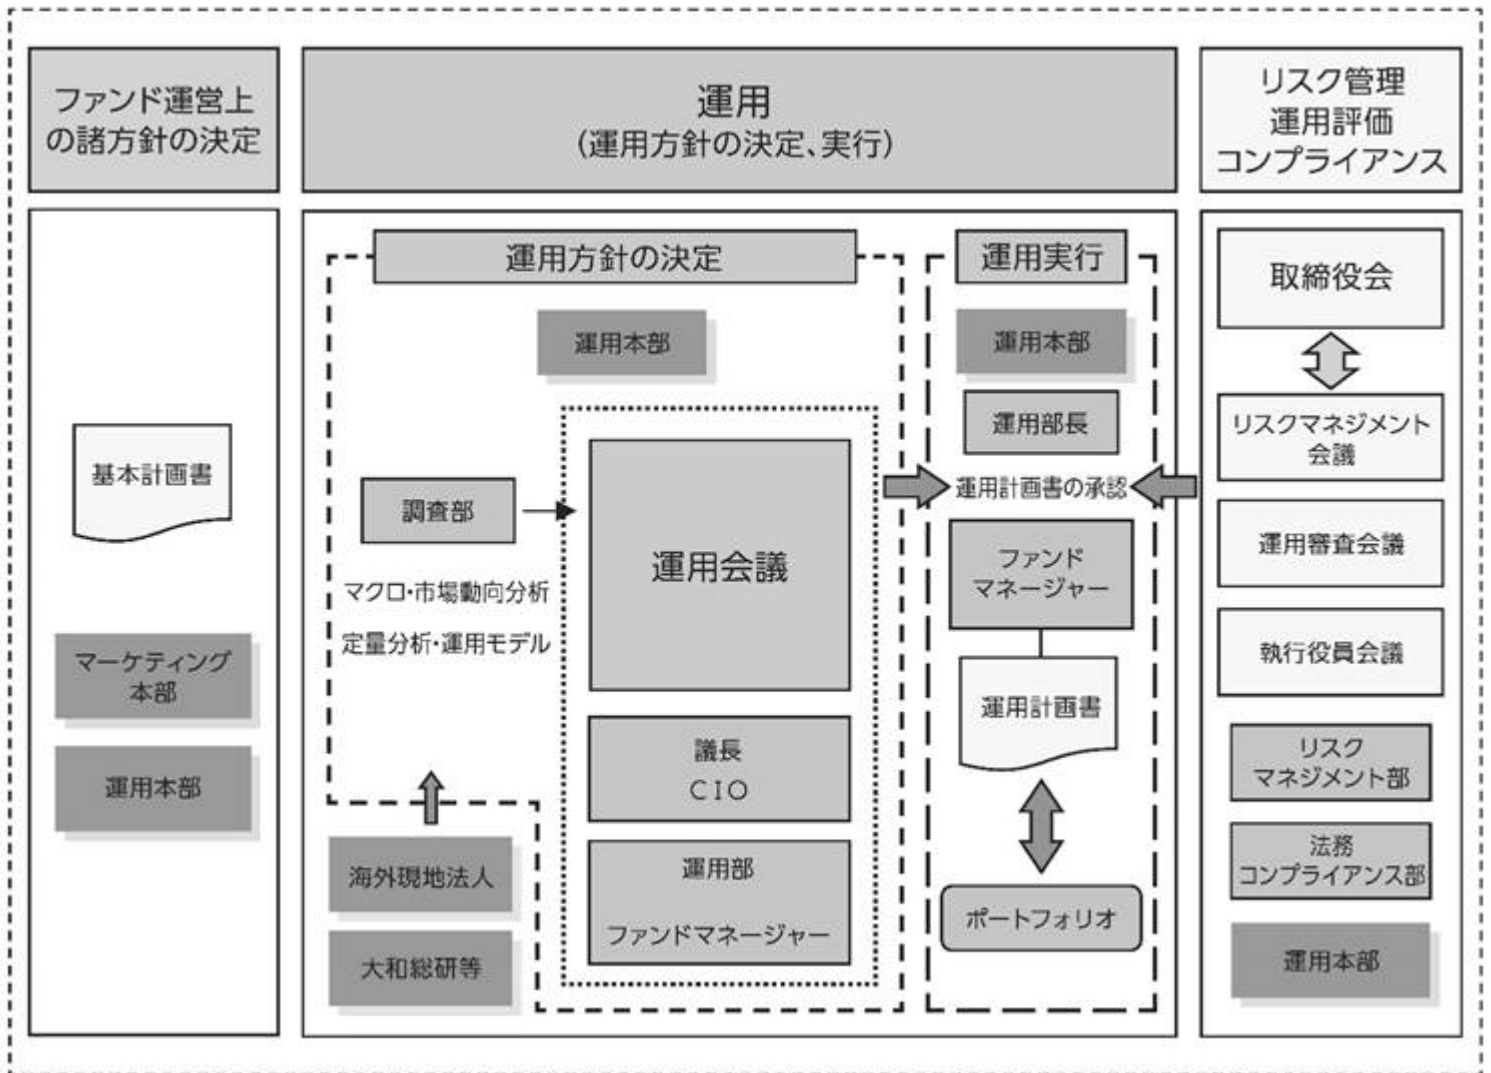 ファンド運営上
の諸方針の決定
運用
(運用方針の決定、実行)
リスク管理
運用評価
コンプライアンス
基本計画書
マーケティング
本部
運用本部
運用方針の決定
運用本部
調査部
マクロ・市場動向分析
定量分析・運用モデル
海外現地法人
大和総研等
運用会議
議長
CIO
運用部
ファンドマネージャー
運用実行
運用本部
運用部長
運用計画書の承認
ファンド
マネージャー
運用計画書
ポートフォリオ
取締役会
リスクマネジメント
会議
運用審査会議
執行役員会議
リスク
マネジメント部
法務
コンプライアンス部
運用本部